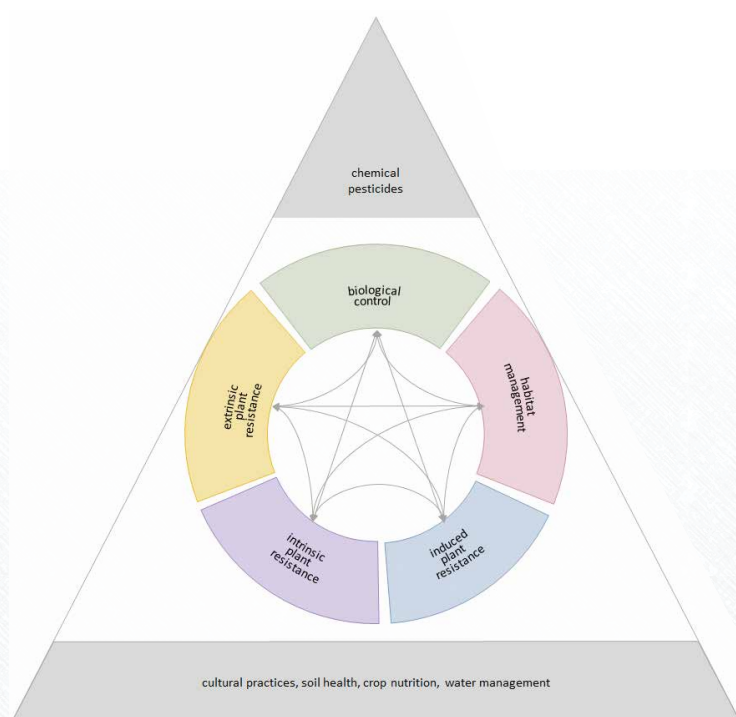 chemical
pesticides
biological
control
extrinsic
plant
resistance
habitat
management
intrinsic
plant
resistance
induced
plant
resistance
cultural practices, soil health, crop nutrition, water management